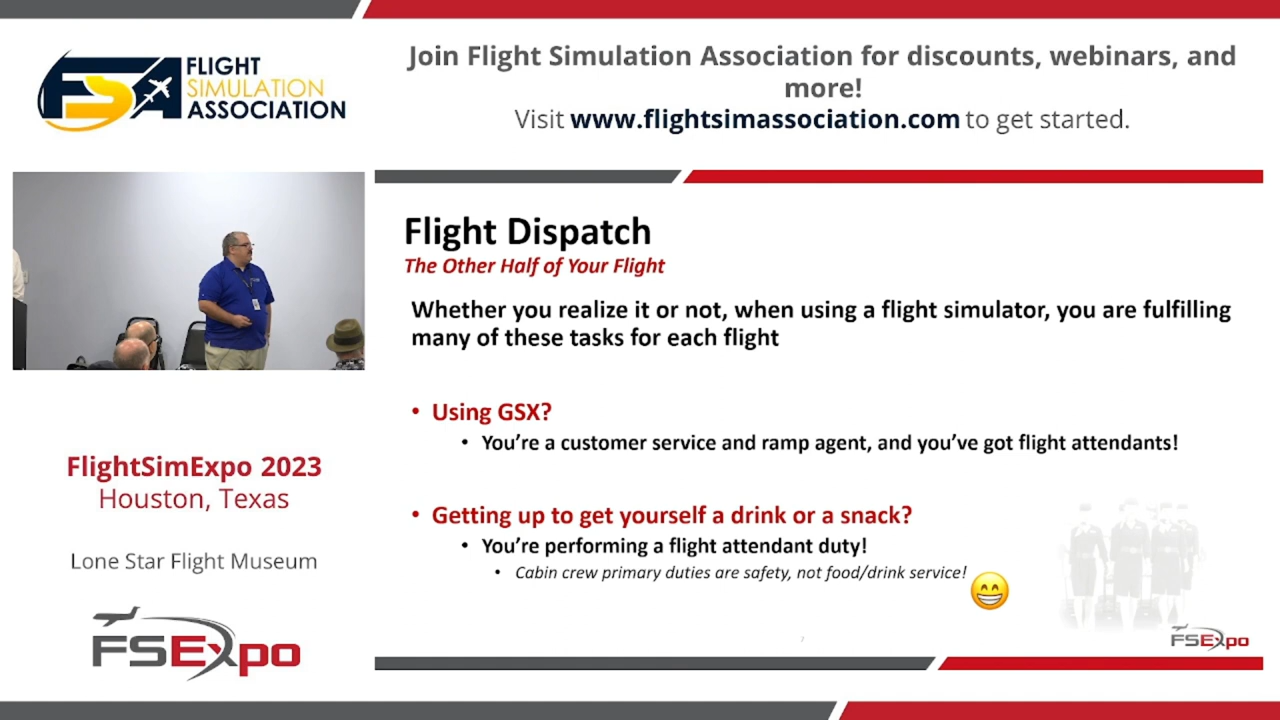 FLIGHT
SIMULATION
ASSOCIATION
FSA
Join Flight Simulation Association for discounts, webinars, and
more!
Visit www.flightsimassociation.com to get started.
Flight Dispatch
The Other Half of Your Flight
Whether you realize it or not, when using a flight simulator, you are fulfilling
many of these tasks for each flight
• Using GSX?
• You’re a customer service and ramp agent, and you’ve got flight attendants!
• Getting up to get yourself a drink or a snack?
• You’re performing a flight attendant duty!
• Cabin crew primary duties are safety, not food/drink service!
FSExpo
FlightSimExpo 2023
Houston, Texas
Lone Star Flight Museum
FSExpo